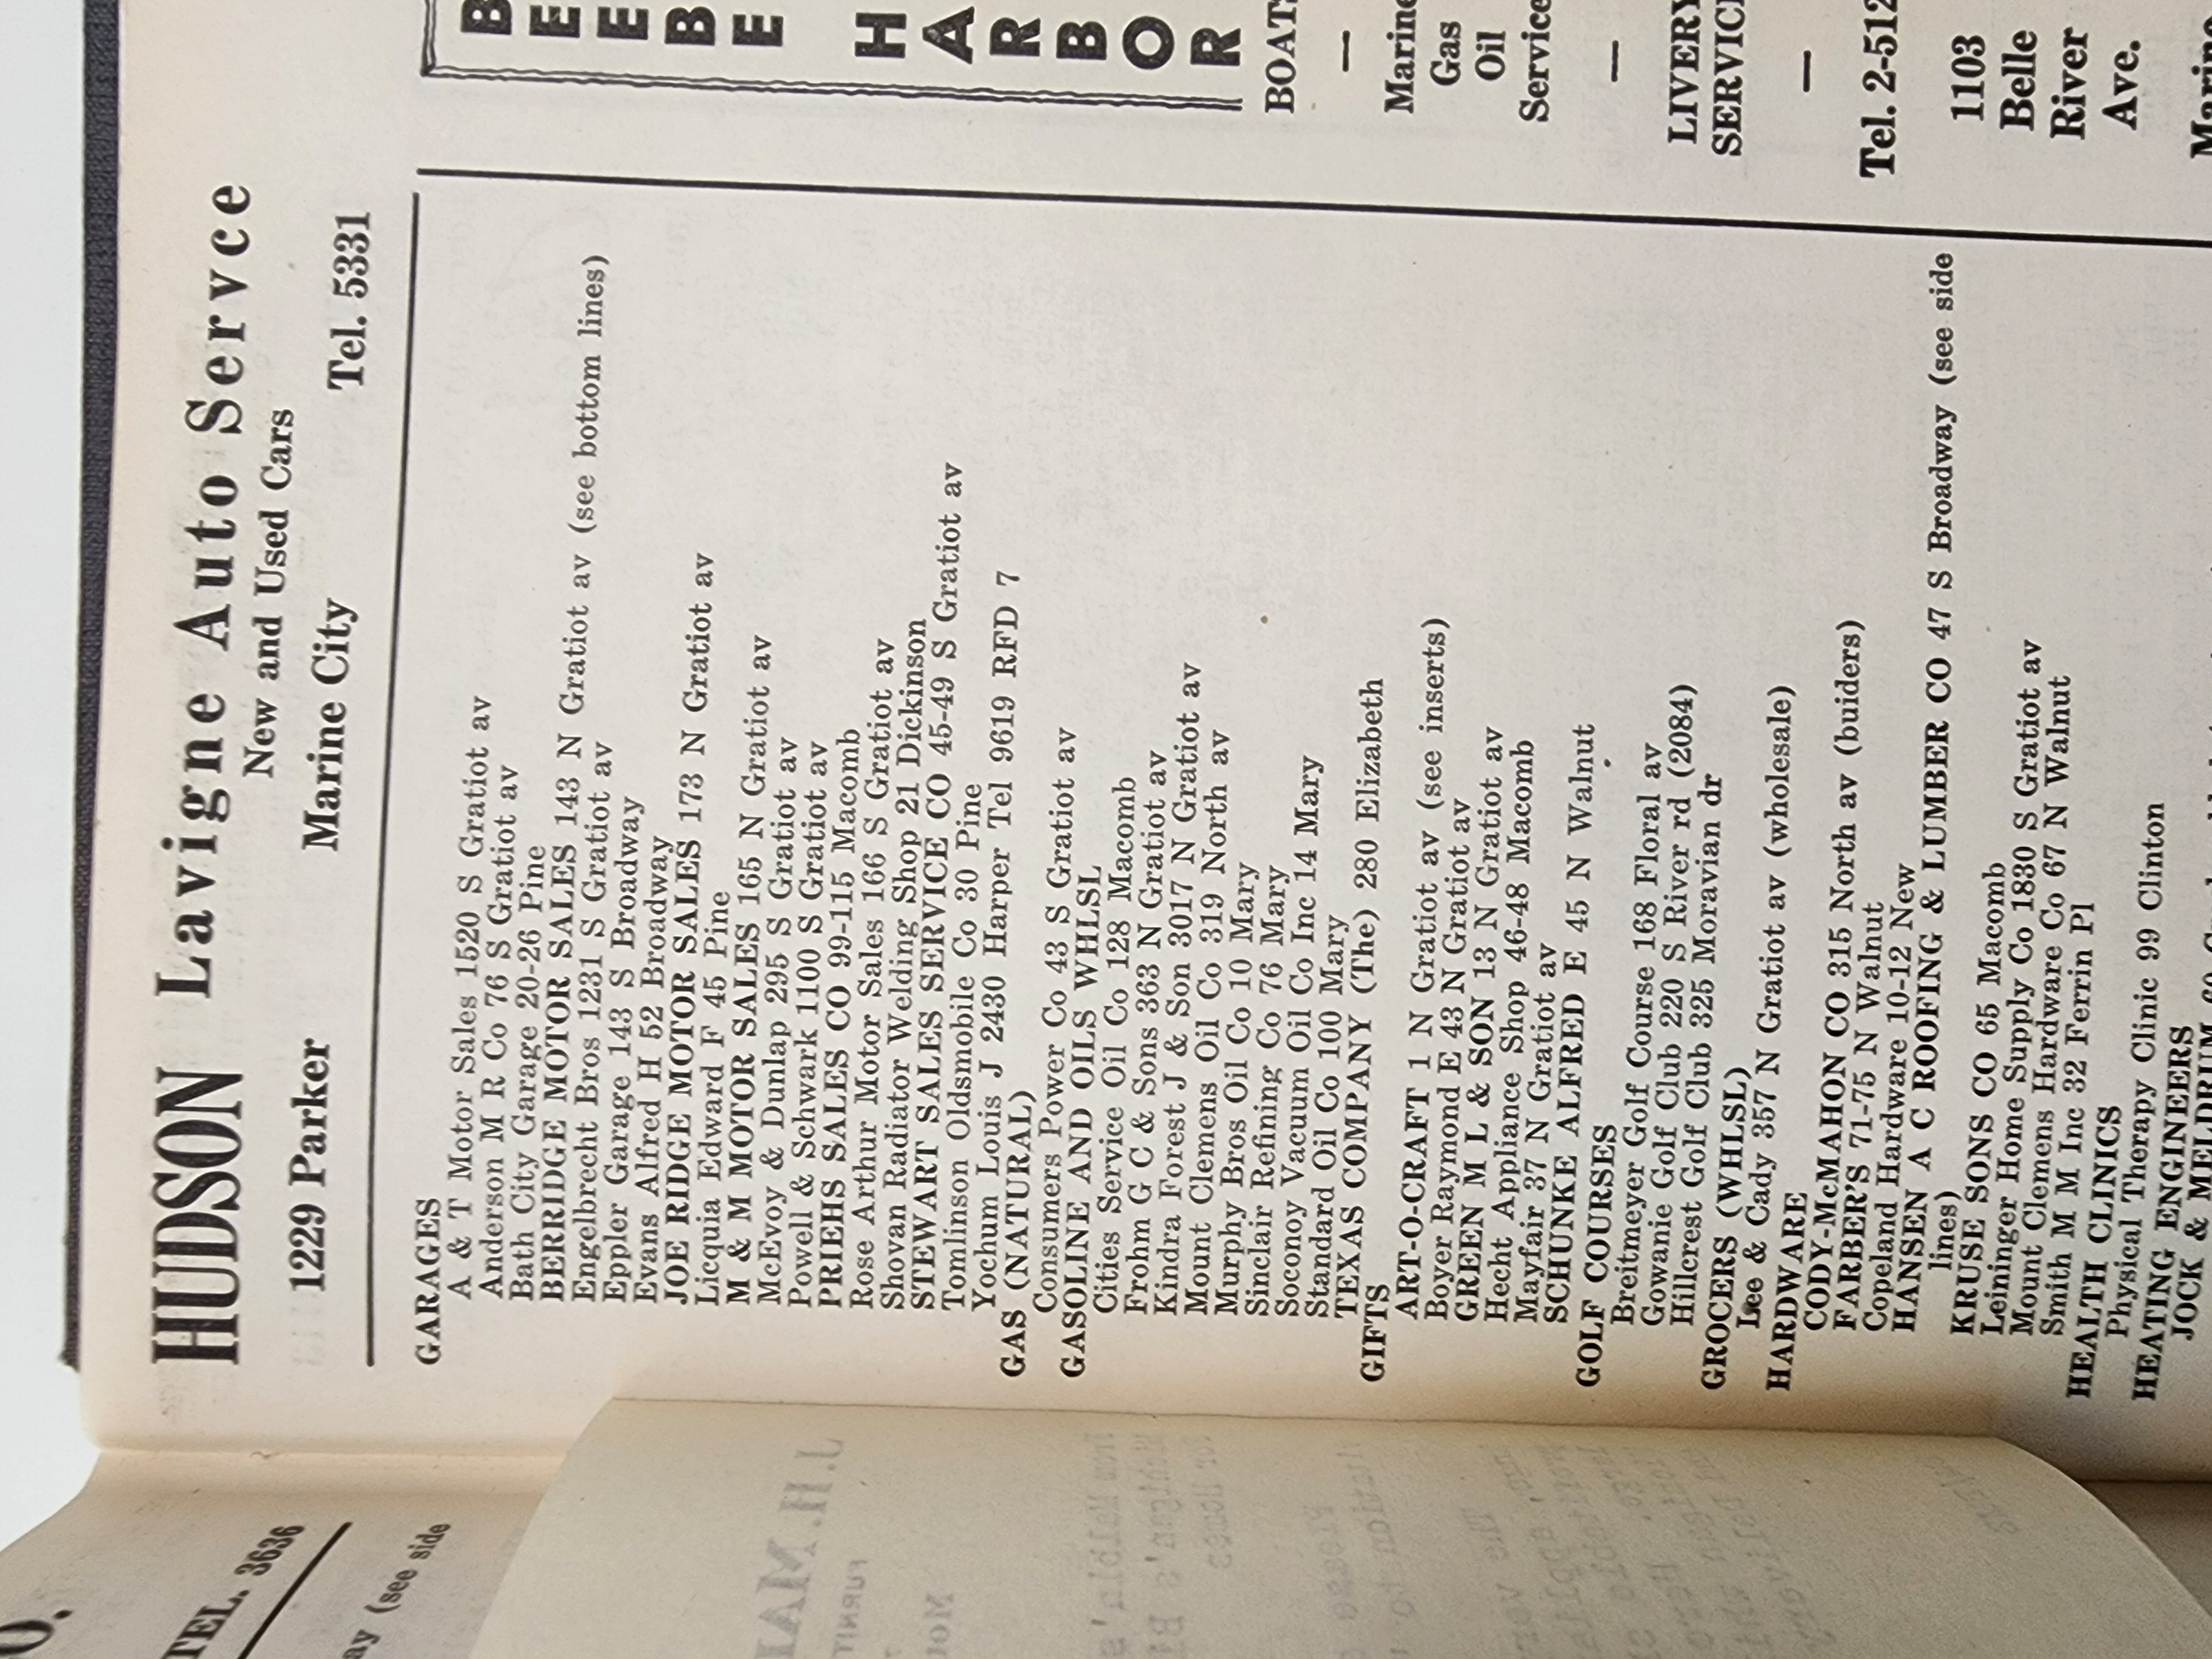 HUDSON Lavigne Auto Servce
New and Used Cars
1229 Parker Marine City Tel. 5331
GARAGES
A & T Motor Sales 1520 S Gratiot av
Anderson M R Co 76 S Gratiot av
Bath City Garage 20-26 Pine
BERRIDGE MOTOR SALES 143 N Gratiot av (see bottom lines)
Engelbrecht Bros 1231 S Gratiot av
Eppler Garage 143 S Broadway
Evans Alfred H 52 Broadway
JOE RIDGE MOTOR SALES 173 N Gratiot av
Licquia Edward F 45 Pine
M & M MOTOR SALES 165 N Gratiot av
McEvoy & Dunlap 295 S Gratiot av
Powell & Schwark 1100 S Gratiot av
PRIEHS SALES CO 99-115 Macomb
Rose Arthur Motor Sales 166 S Gratiot av
Shovan Radiator Welding Shop 21 Dickinson
STEWART SALES SERVICE CO 45-49 S Gratiot av
Tomlinson Oldsmobile Co 30 Pine
Yochum Louis J 2430 Harper Tel 9619 RFD 7
GAS (NATURAL)
Consumers Power Co 43 S Gratiot av
GASOLINE AND OILS WHLSL
Cities Service Oil Co 128 Macomb
Frohm G C & Sons 363 N Gratiot av
Kindra Forest J & Son 3017 N Gratiot av
Mount Clemens Oil Co 319 North av
Murphy Bros Oil Co 10 Mary
Sinclair Refining Co 76 Mary
Soconoy Vacuum Oil Co Inc 14 Mary
Standard Oil Co 100 Mary
TEXAS COMPANY (The) 280 Elizabeth
GIFTS
ART-O-CRAFT 1 N Gratiot av (see inserts)
Boyer Raymond E 43 N Gratiot av
GREEN M L & SON 13 N Gratiot av
Hecht Appliance Shop 46-48 Macomb
Mayfair 37 N Gratiot av
SCHUNKE ALFRED E 45 N Walnut
GOLF COURSES
Breitmeyer Golf Course 168 Floral av
Gowanie Golf Club 220 S River rd (2084)
Hillcrest Golf Club 325 Moravian dr
GROCERS (WHLSL)
Lee & Cady 357 N Gratiot av (wholesale)
HARDWARE
CODY-McMAHON CO 315 North av (buiders)
FARBER'S 71-75 N Walnut
Copeland Hardware 10-12 New
HANSEN A C ROOFING & LUMBER CO 47 S Broadway (see side
lines)
KRUSE SONS CO 65 Macomb
Leininger Home Supply Co 1830 S Gratiot av
Mount Clemens Hardware Co 67 N Walnut
Smith M M Inc 32 Ferrin Pl
HEALTH CLINICS
Physical Therapy Clinic 99 Clinton
HEATING ENGINEERS
JOCK & MELDRUM
B
E
E
B
E
H
A
R
B
O
R
BOATS
—
Marine
Gas
Oil
Service
—
LIVERY
SERVICE
—
Tel. 2-512
1103
Belle
River
Ave.
Marine
TEL. 3636
(see side